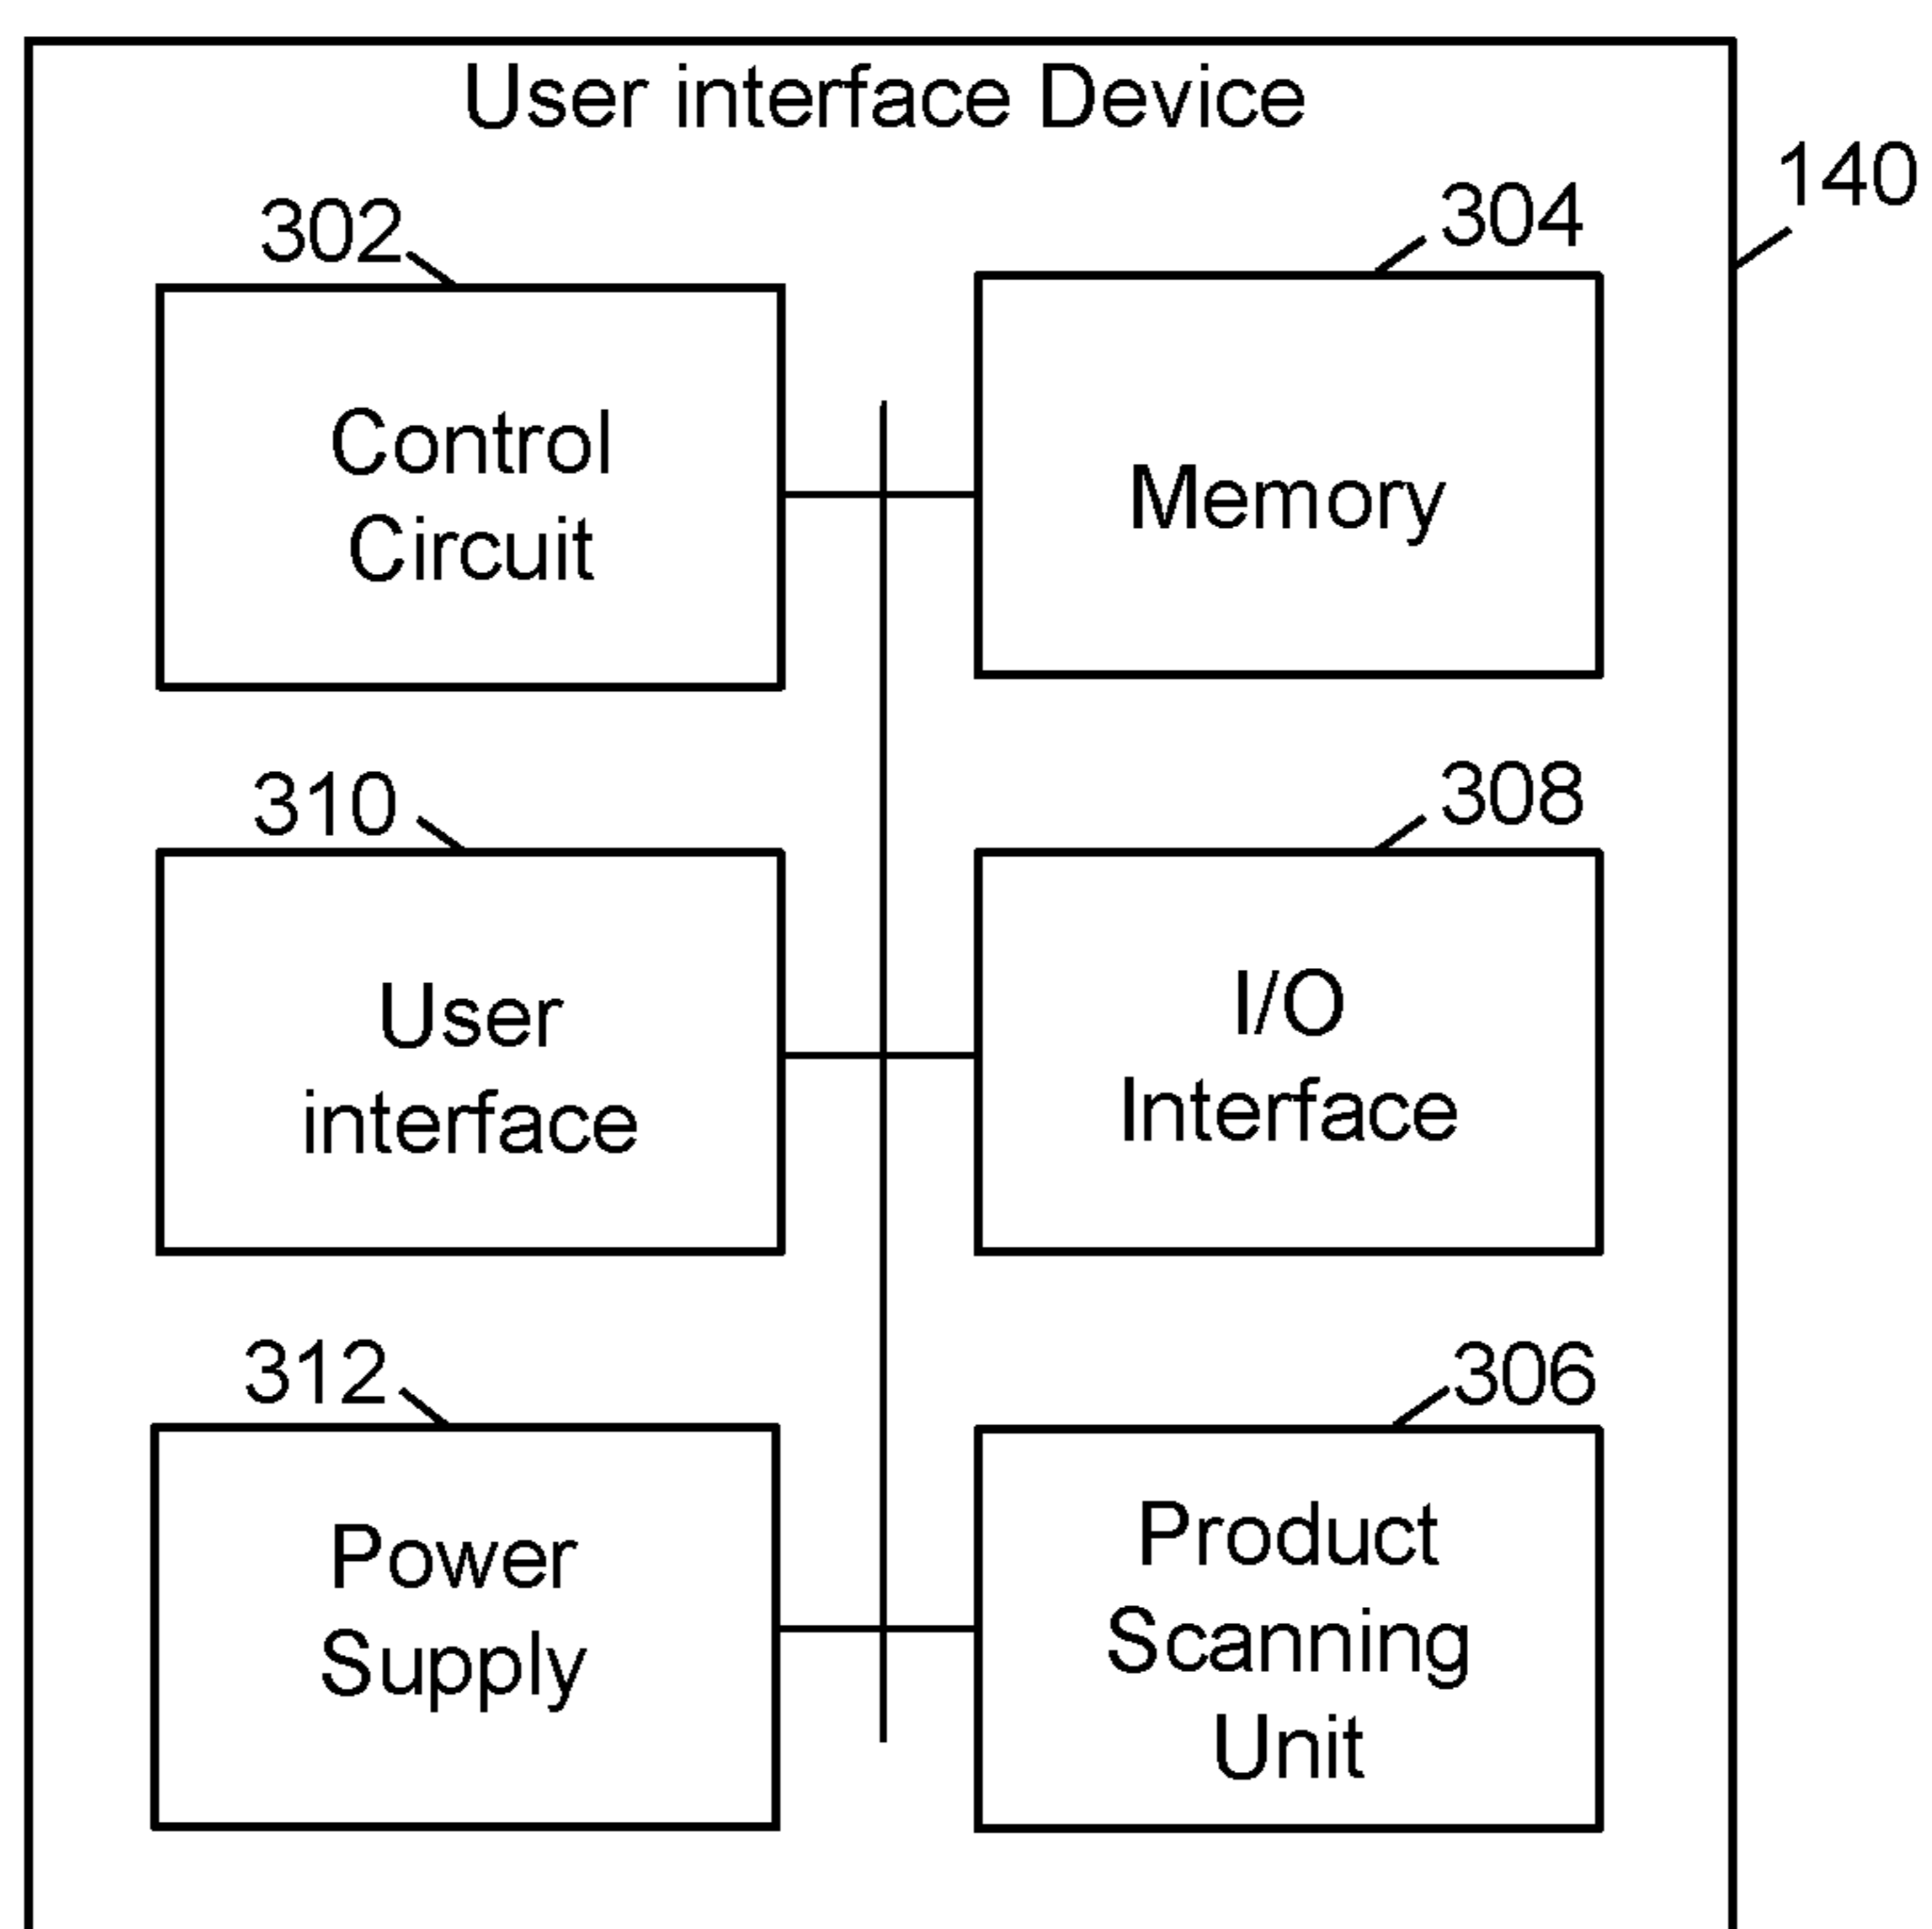 User interface Device
140
302
304
Control
Circuit
Memory
310
308
User
interface
I/O
Interface
312
306
Power
Supply
Product
Scanning
Unit